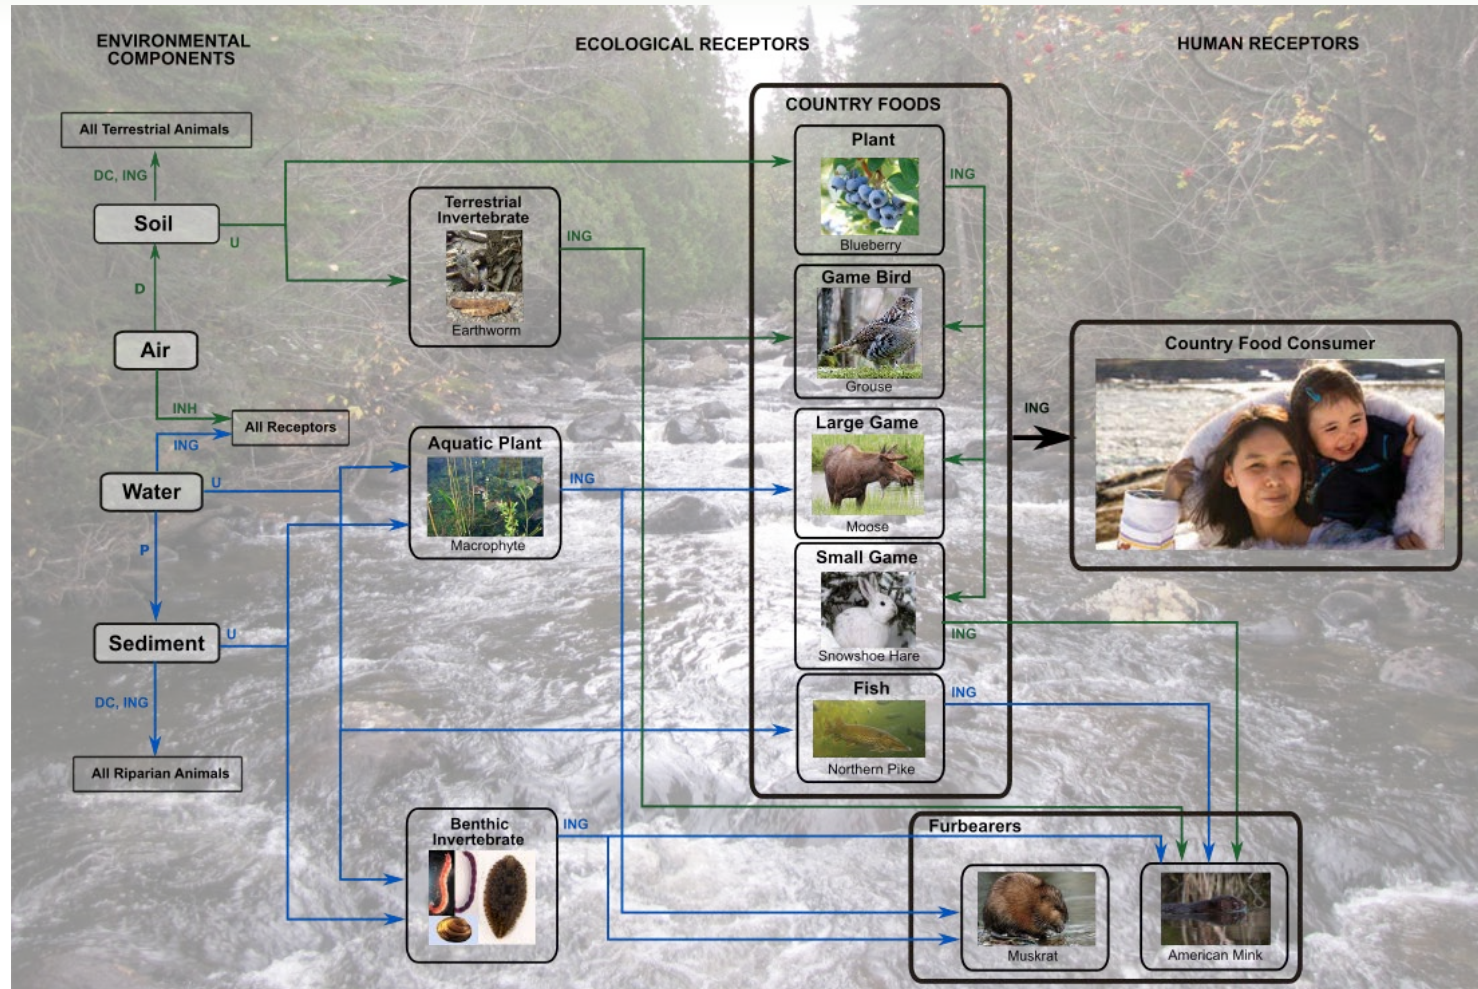 ENVIRONMENTAL
COMPONENTS
ECOLOGICAL RECEPTORS
HUMAN RECEPTORS
All Terrestrial Animals
DC, ING
Soil
U
D
Air
INH
All Receptors
ING
Water
U
P
Sediment
U
DC, ING
All Riparian Animals
Terrestrial
Invertebrate
Earthworm
ING
Aquatic Plant
Macrophyte
ING
Benthic
Invertebrate
ING
COUNTRY FOODS
Plant
Blueberry
ING
Game Bird
Grouse
Large Game
Moose
Small Game
Snowshoe Hare
ING
Fish
Northern Pike
ING
Furbearers
Muskrat
American Mink
ING
Country Food Consumer